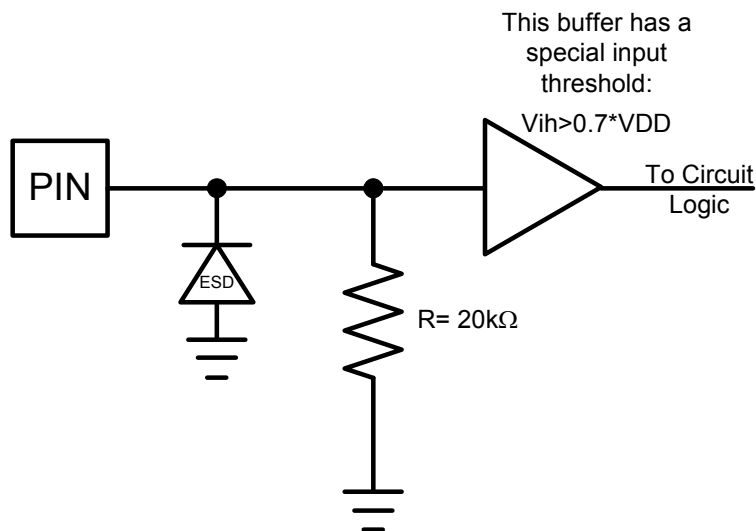 This buffer has a
special input
threshold:
Vih>0.7*VDD
PIN
To Circuit
Logic
ESD
R= 20kΩ